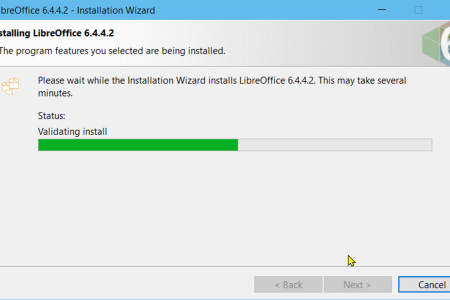 breOffice 6.4.4.2 - Installation Wizard
stalling LibreOffice 6.4.4.2
The program features you selected are being installed.
Please wait while the Installation Wizard installs LibreOffice 6.4.4.2. This may take several
minutes.
Status:
Validating install
< Back
Next >
Cancel